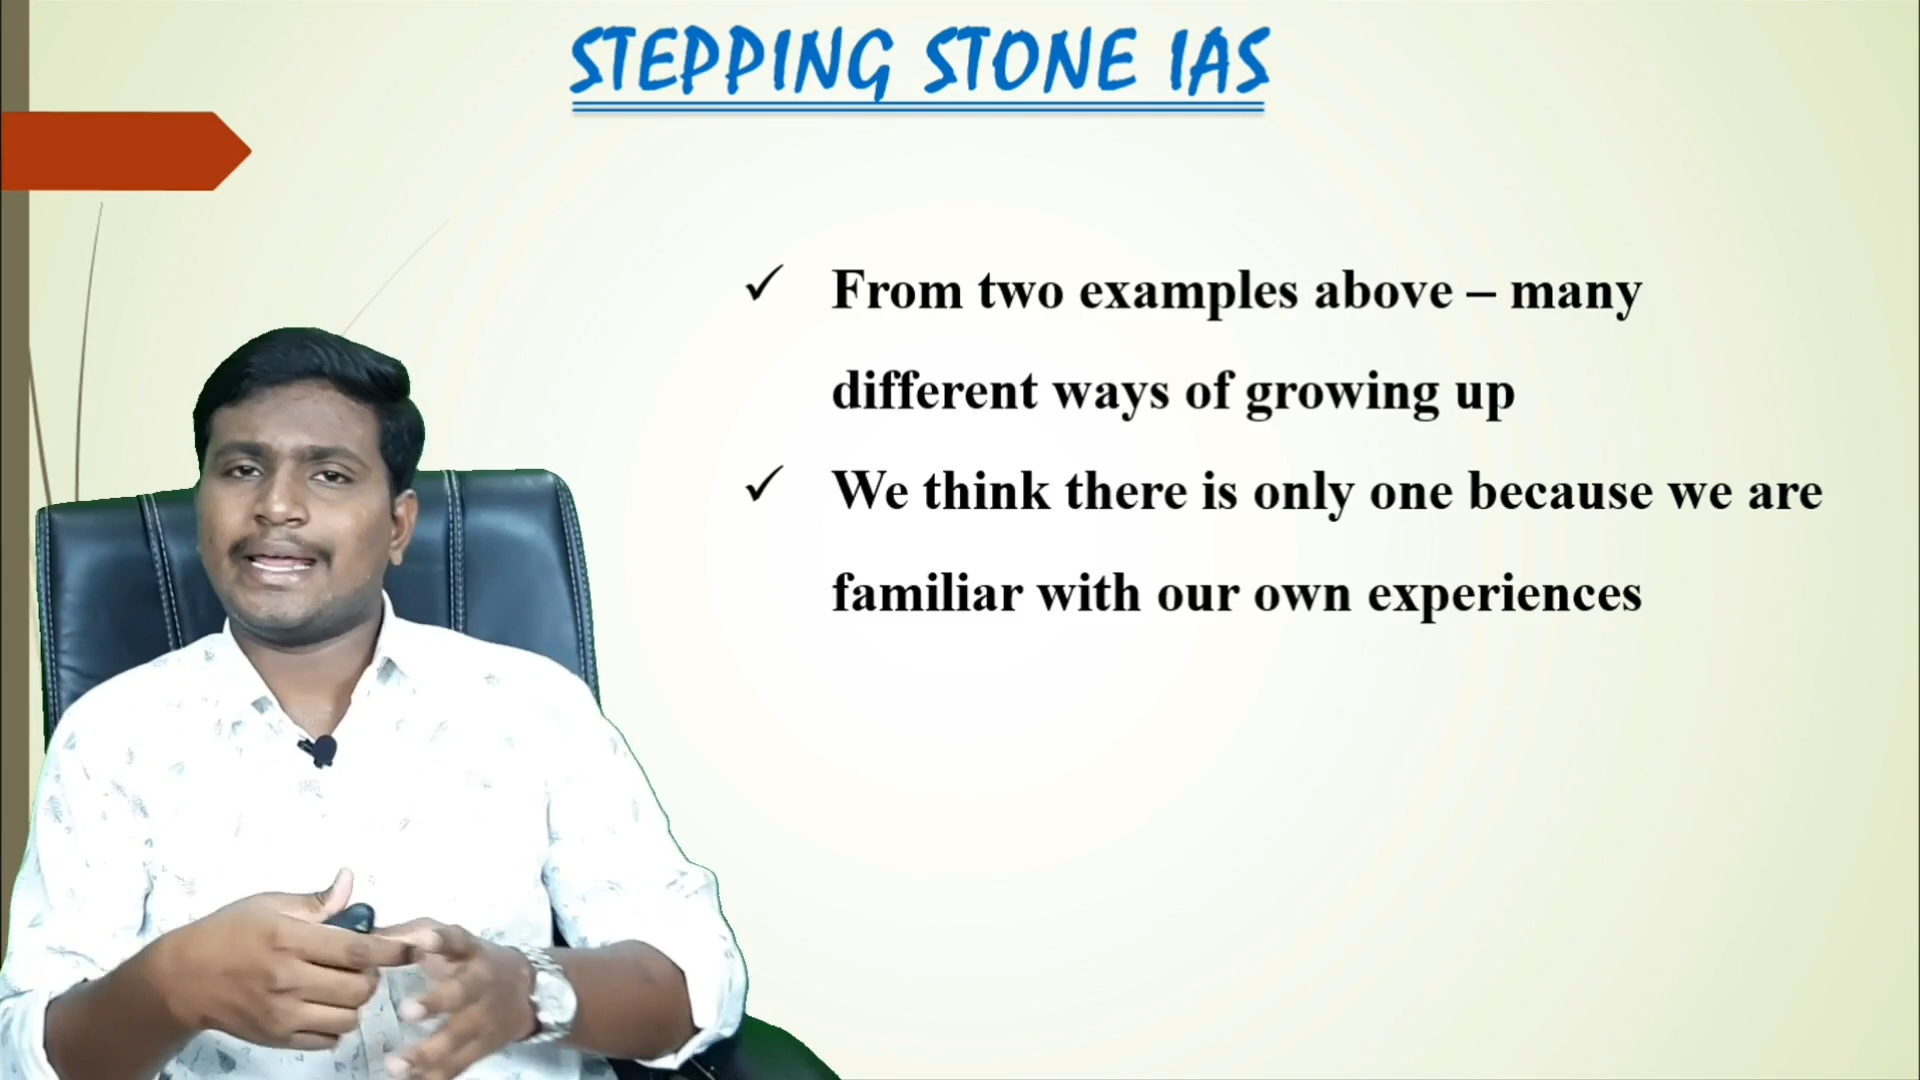 STEPPING STONE IAS
✓ From two examples above – many
different ways of growing up
✓ We think there is only one because we are
familiar with our own experiences